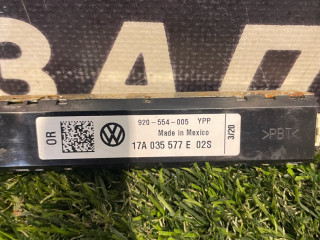 ЗАП
OR
920-554-005 YPP
Made in Mexico
17A 035 577 E 02S
3/20
>PBT<